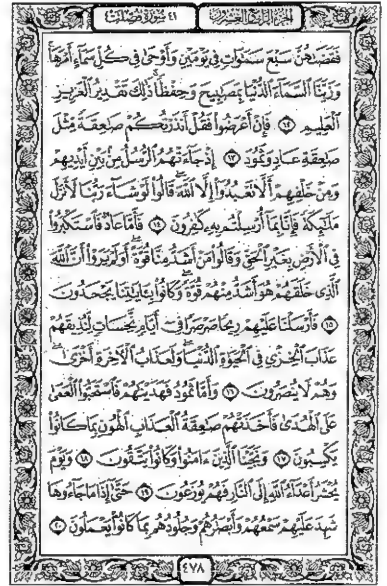 الجزء الرابع والعشرون ٤١ سورة فصلت
فَقَضَىٰهُنَّ سَبْعَ سَمَٰوَاتٍ فِى يَوْمَيْنِ وَأَوْحَىٰ فِى كُلِّ سَمَآءٍ أَمْرَهَا ۚ
وَزَيَّنَّا ٱلسَّمَآءَ ٱلدُّنْيَا بِمَصَٰبِيحَ وَحِفْظًا ۚ ذَٰلِكَ تَقْدِيرُ ٱلْعَزِيزِ
ٱلْعَلِيمِ ١٢ فَإِنْ أَعْرَضُوا۟ فَقُلْ أَنذَرْتُكُمْ صَٰعِقَةً مِّثْلَ
صَٰعِقَةِ عَادٍ وَثَمُودَ ١٣ إِذْ جَآءَتْهُمُ ٱلرُّسُلُ مِنۢ بَيْنِ أَيْدِيهِمْ
وَمِنْ خَلْفِهِمْ أَلَّا تَعْبُدُوٓا۟ إِلَّا ٱللَّهَ ۖ قَالُوا۟ لَوْ شَآءَ رَبُّنَا لَأَنزَلَ
مَلَٰٓئِكَةً فَإِنَّا بِمَآ أُرْسِلْتُم بِهِۦ كَٰفِرُونَ ١٤ فَأَمَّا عَادٌ فَٱسْتَكْبَرُوا۟
فِى ٱلْأَرْضِ بِغَيْرِ ٱلْحَقِّ وَقَالُوا۟ مَنْ أَشَدُّ مِنَّا قُوَّةً ۖ أَوَلَمْ يَرَوْا۟ أَنَّ ٱللَّهَ
ٱلَّذِى خَلَقَهُمْ هُوَ أَشَدُّ مِنْهُمْ قُوَّةً ۖ وَكَانُوا۟ بِـَٔايَٰتِنَا يَجْحَدُونَ
١٥ فَأَرْسَلْنَا عَلَيْهِمْ رِيحًا صَرْصَرًا فِىٓ أَيَّامٍ نَّحِسَاتٍ لِّنُذِيقَهُمْ
عَذَابَ ٱلْخِزْىِ فِى ٱلْحَيَوٰةِ ٱلدُّنْيَا ۖ وَلَعَذَابُ ٱلْءَاخِرَةِ أَخْزَىٰ ۖ
وَهُمْ لَا يُنصَرُونَ ١٦ وَأَمَّا ثَمُودُ فَهَدَيْنَٰهُمْ فَٱسْتَحَبُّوا۟ ٱلْعَمَىٰ
عَلَى ٱلْهُدَىٰ فَأَخَذَتْهُمْ صَٰعِقَةُ ٱلْعَذَابِ ٱلْهُونِ بِمَا كَانُوا۟
يَكْسِبُونَ ١٧ وَنَجَّيْنَا ٱلَّذِينَ ءَامَنُوا۟ وَكَانُوا۟ يَتَّقُونَ ١٨ وَيَوْمَ
يُحْشَرُ أَعْدَآءُ ٱللَّهِ إِلَى ٱلنَّارِ فَهُمْ يُوزَعُونَ ١٩ حَتَّىٰٓ إِذَا مَا جَآءُوهَا
شَهِدَ عَلَيْهِمْ سَمْعُهُمْ وَأَبْصَٰرُهُمْ وَجُلُودُهُم بِمَا كَانُوا۟ يَعْمَلُونَ ٢٠
٤٧٨